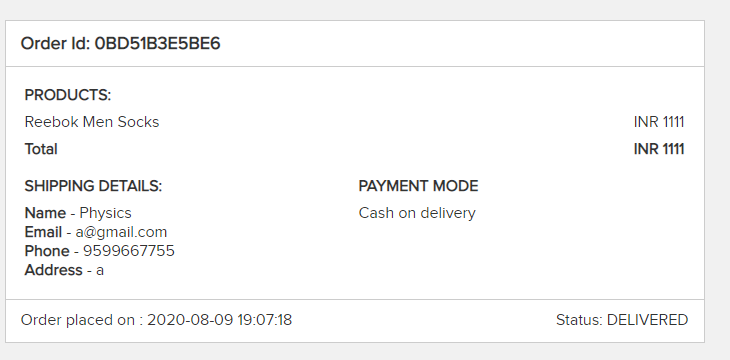 Order Id: 0BD51B3E5BE6
PRODUCTS:
Reebok Men Socks INR 1111
Total INR 1111
SHIPPING DETAILS: PAYMENT MODE
Name - Physics Cash on delivery
Email - a@gmail.com
Phone - 9599667755
Address - a
Order placed on : 2020-08-09 19:07:18 Status: DELIVERED